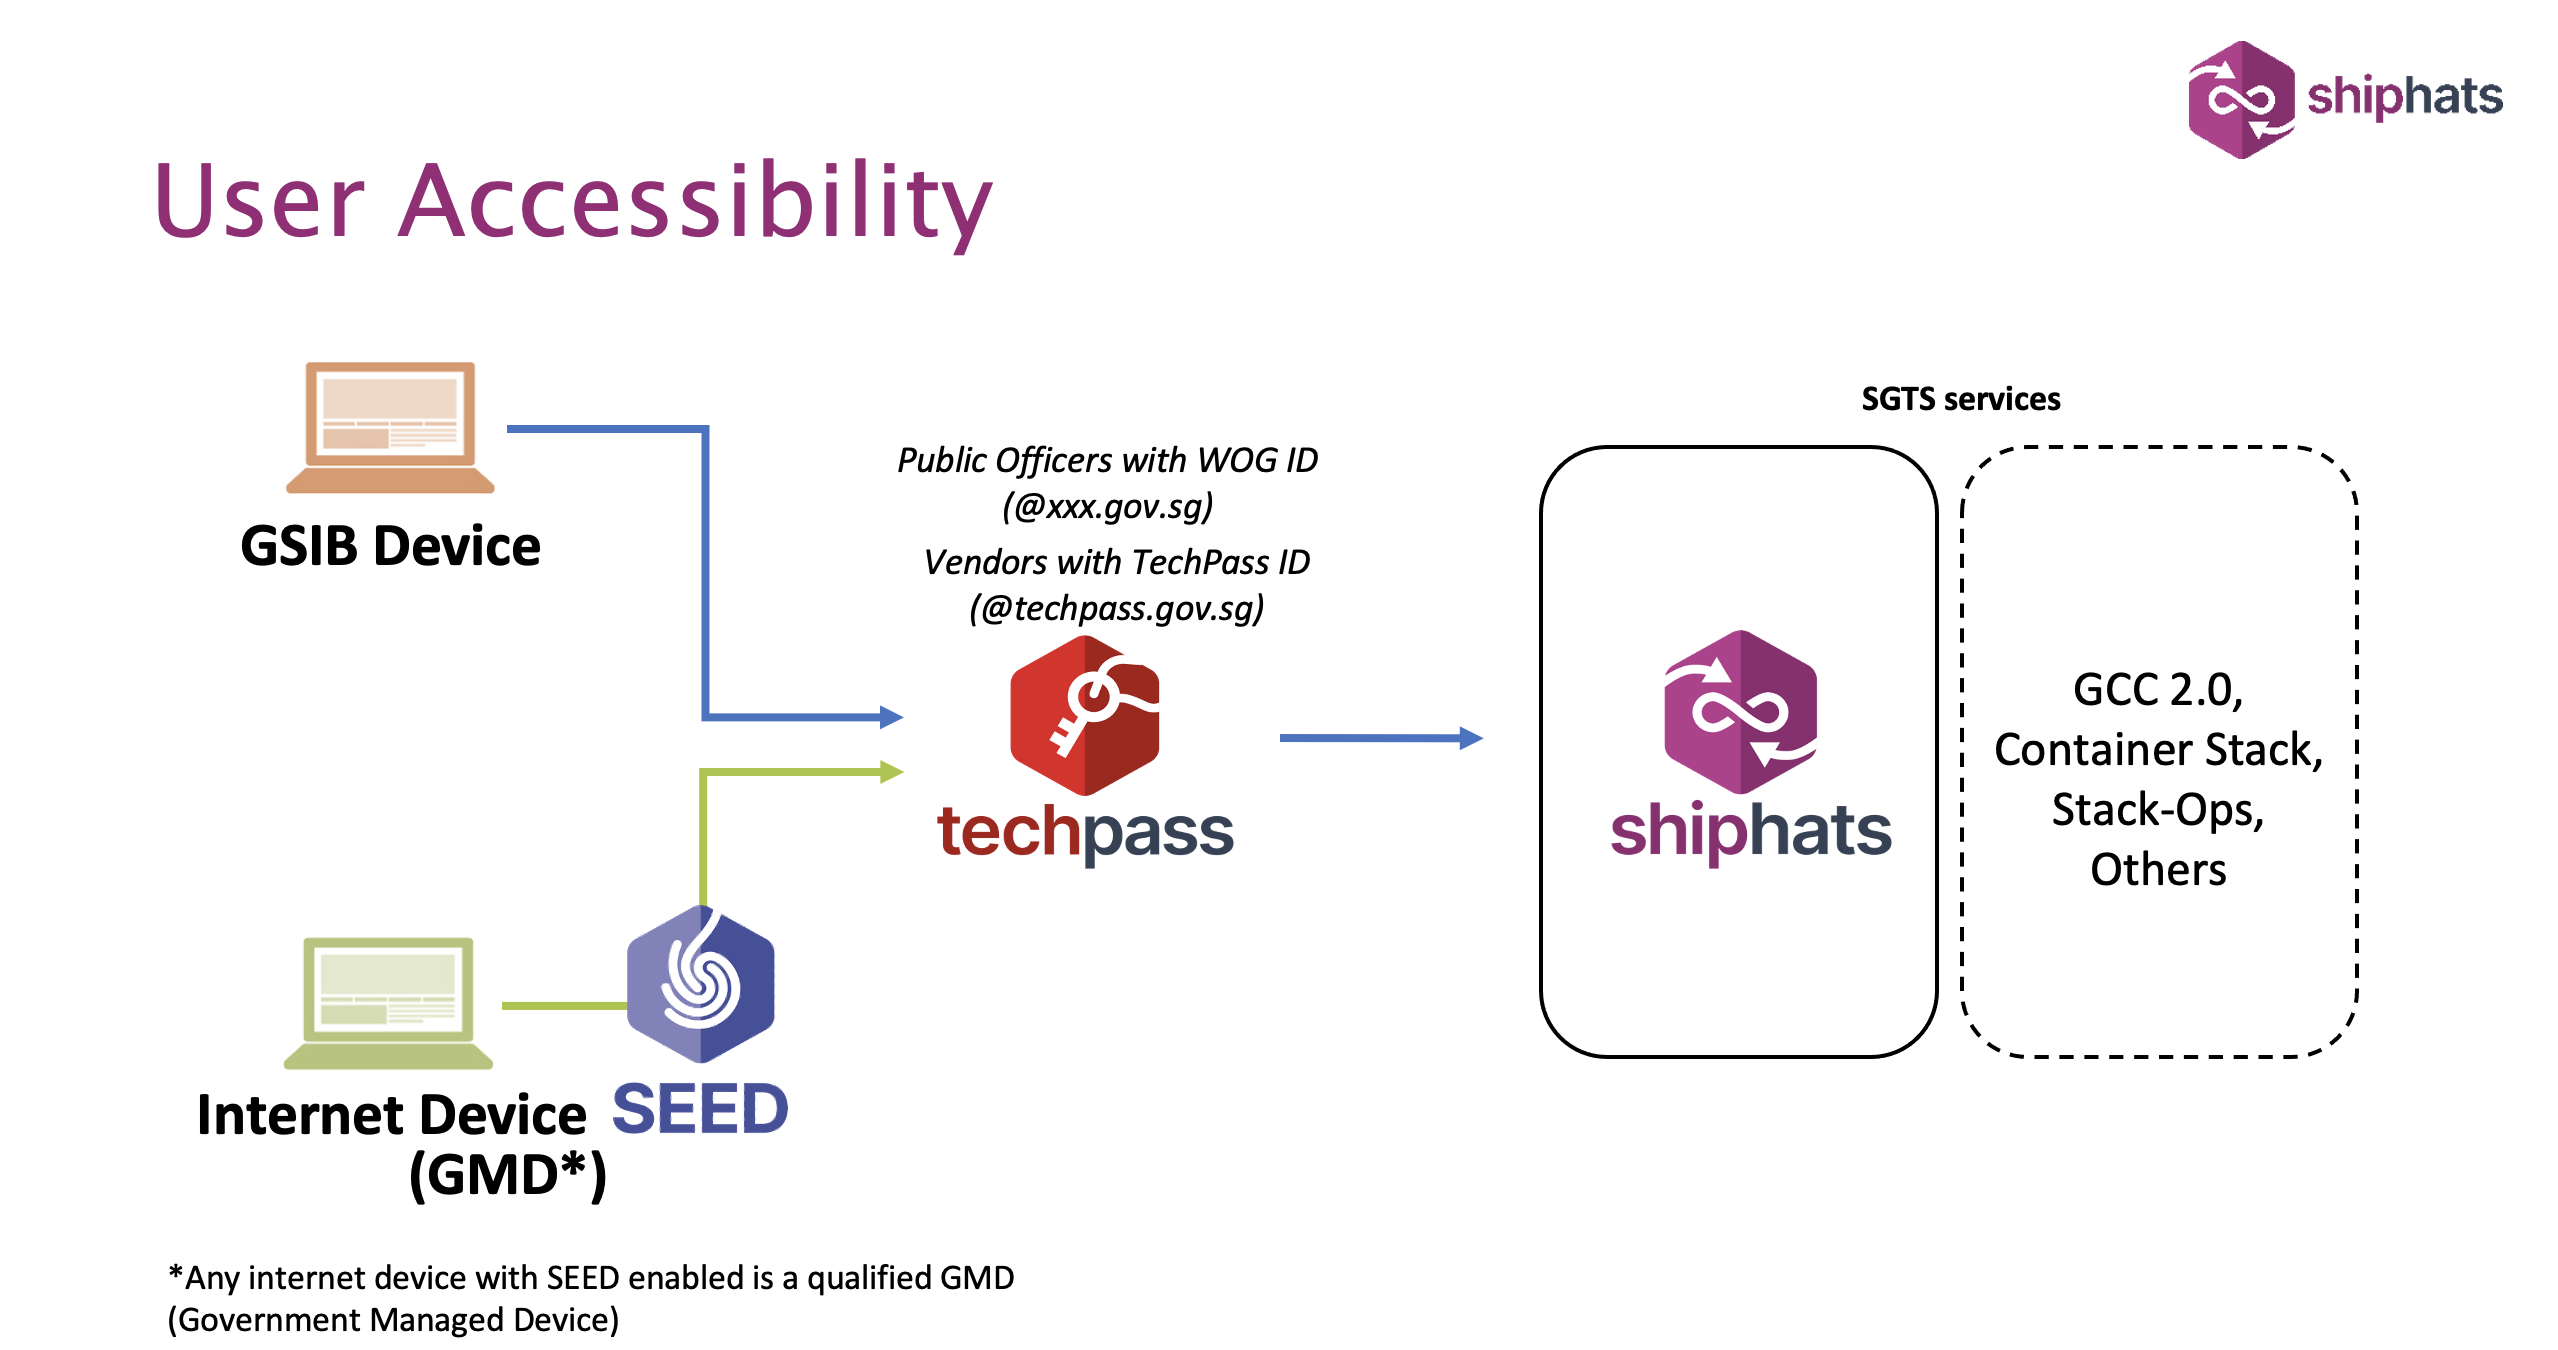 shiphats
User Accessibility
GSIB Device
Public Officers with WOG ID
(@xxx.gov.sg)
Vendors with TechPass ID
(@techpass.gov.sg)
techpass
SGTS services
shiphats
GCC 2.0,
Container Stack,
Stack-Ops,
Others
Internet Device
(GMD*)
SEED
*Any internet device with SEED enabled is a qualified GMD
(Government Managed Device)